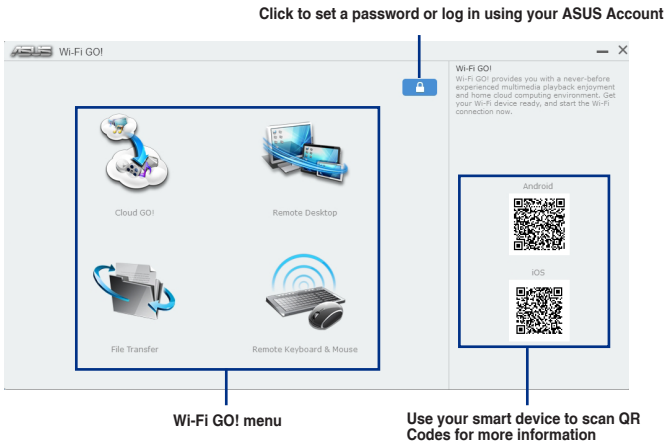 Click to set a password or log in using your ASUS Account
ASUS Wi-Fi GO!
Wi-Fi GO!
Wi-Fi GO! provides you with a never-before
experienced multimedia playback enjoyment
and home cloud computing environment. Get
your Wi-Fi device ready, and start the Wi-Fi
connection now.
Cloud GO!
Remote Desktop
File Transfer
Remote Keyboard & Mouse
Android
iOS
Wi-Fi GO! menu
Use your smart device to scan QR
Codes for more information